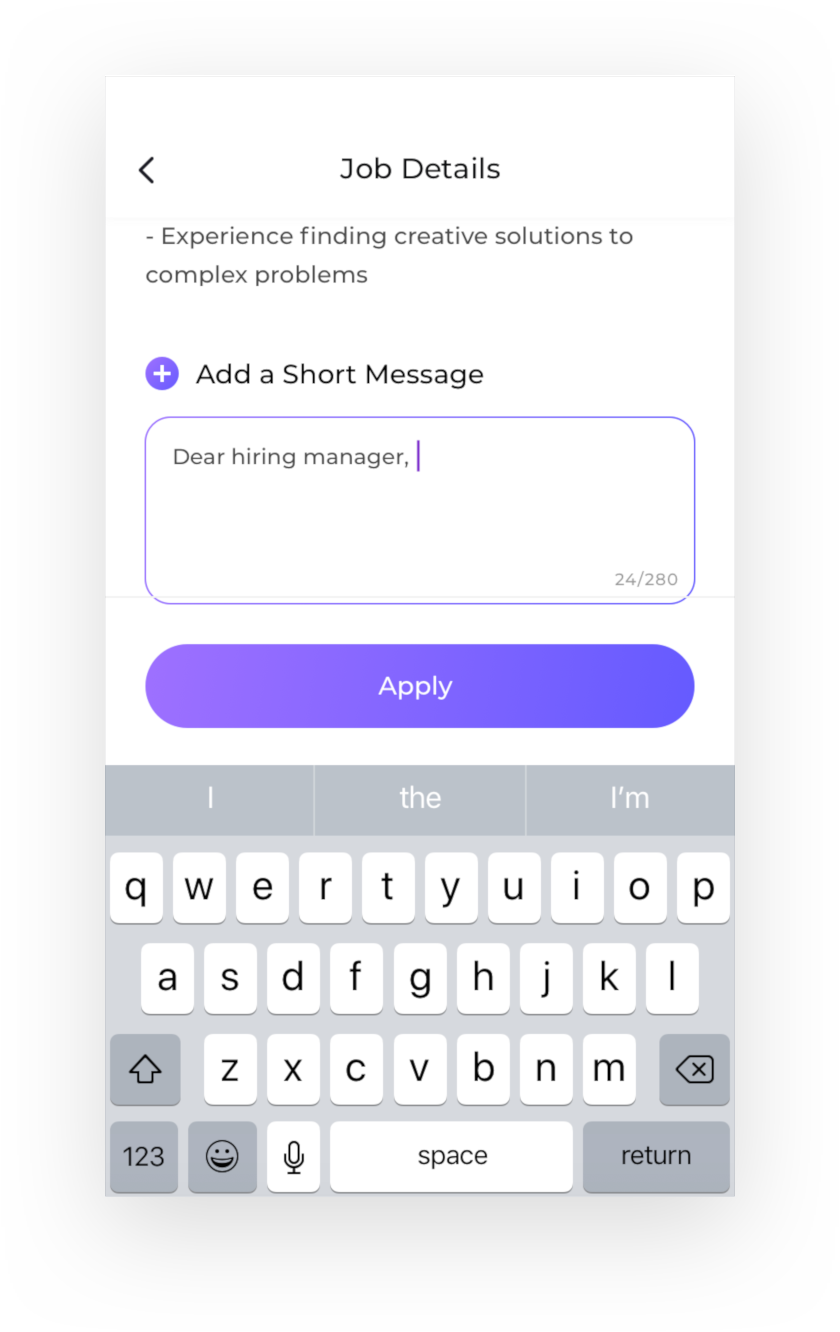 Job Details
- Experience finding creative solutions to
complex problems
Add a Short Message
Dear hiring manager,
24/280
Apply
I the I'm
q w e r t y u i o p
a s d f g h j k l
z x c v b n m
123 space return